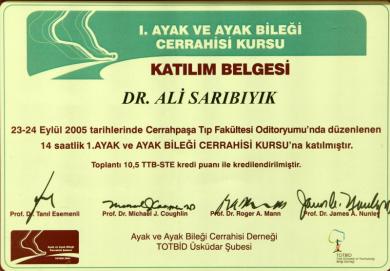 I. AYAK VE AYAK BİLEĞİ
CERRAHİSİ KURSU
KATILIM BELGESİ
DR. ALİ SARIBIYIK
23-24 Eylül 2005 tarihlerinde Cerrahpaşa Tıp Fakültesi Oditoryumu'nda düzenlenen
14 saatlik 1.AYAK ve AYAK BİLEĞİ CERRAHİSİ KURSU'na katılmıştır.
Toplantı 10,5 TTB-STE kredi puanı ile kredilendirilmiştir.
Prof. Dr. Tanıl Esemenli Prof. Dr. Michael J. Coughlin Prof. Dr. Roger A. Mann Prof. Dr. James A. Nunley
Ayak ve Ayak Bileği Cerrahisi Derneği
TOTBİD Üsküdar Şubesi
TOTBİD